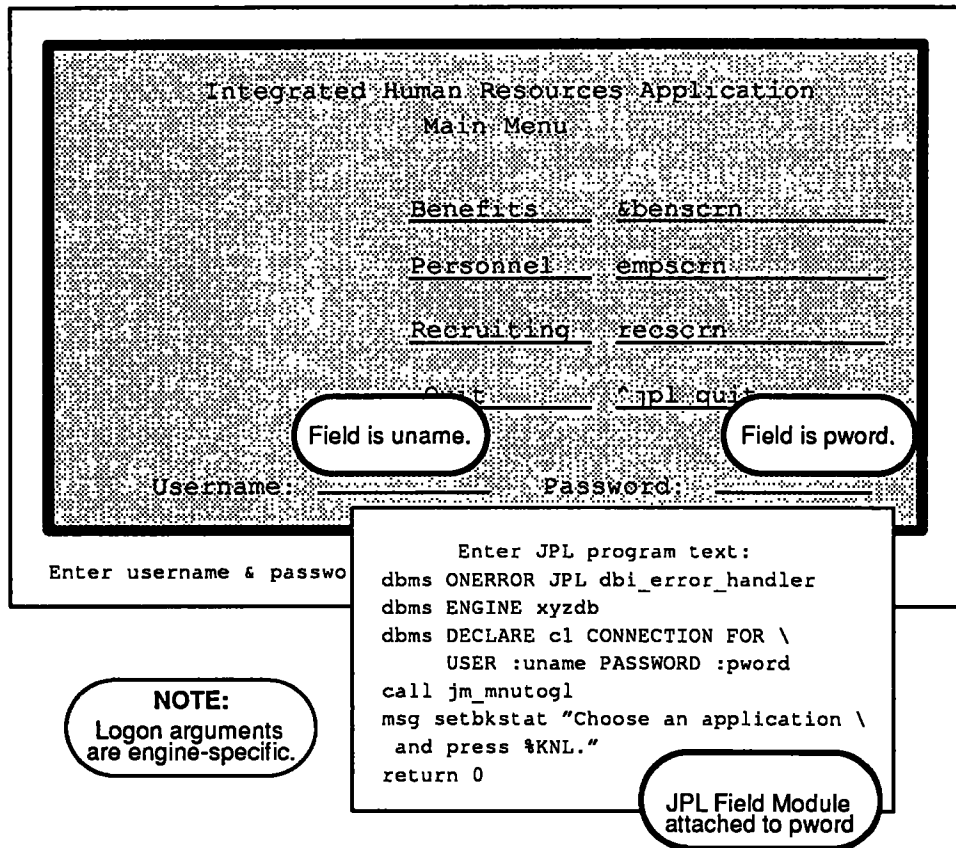 Integrated Human Resources Application
Main Menu
Benefits &benscrn
Personnel empscrn
Recruiting recscrn
Quit ^jpl quit
Field is uname.
Field is pword.
Username: Password:
Enter username & passwo
Enter JPL program text:
dbms ONERROR JPL dbi_error_handler
dbms ENGINE xyzdb
dbms DECLARE c1 CONNECTION FOR \
USER :uname PASSWORD :pword
call jm_mnutogl
msg setbkstat "Choose an application \
and press %KNL."
return 0
NOTE:
Logon arguments
are engine-specific.
JPL Field Module
attached to pword